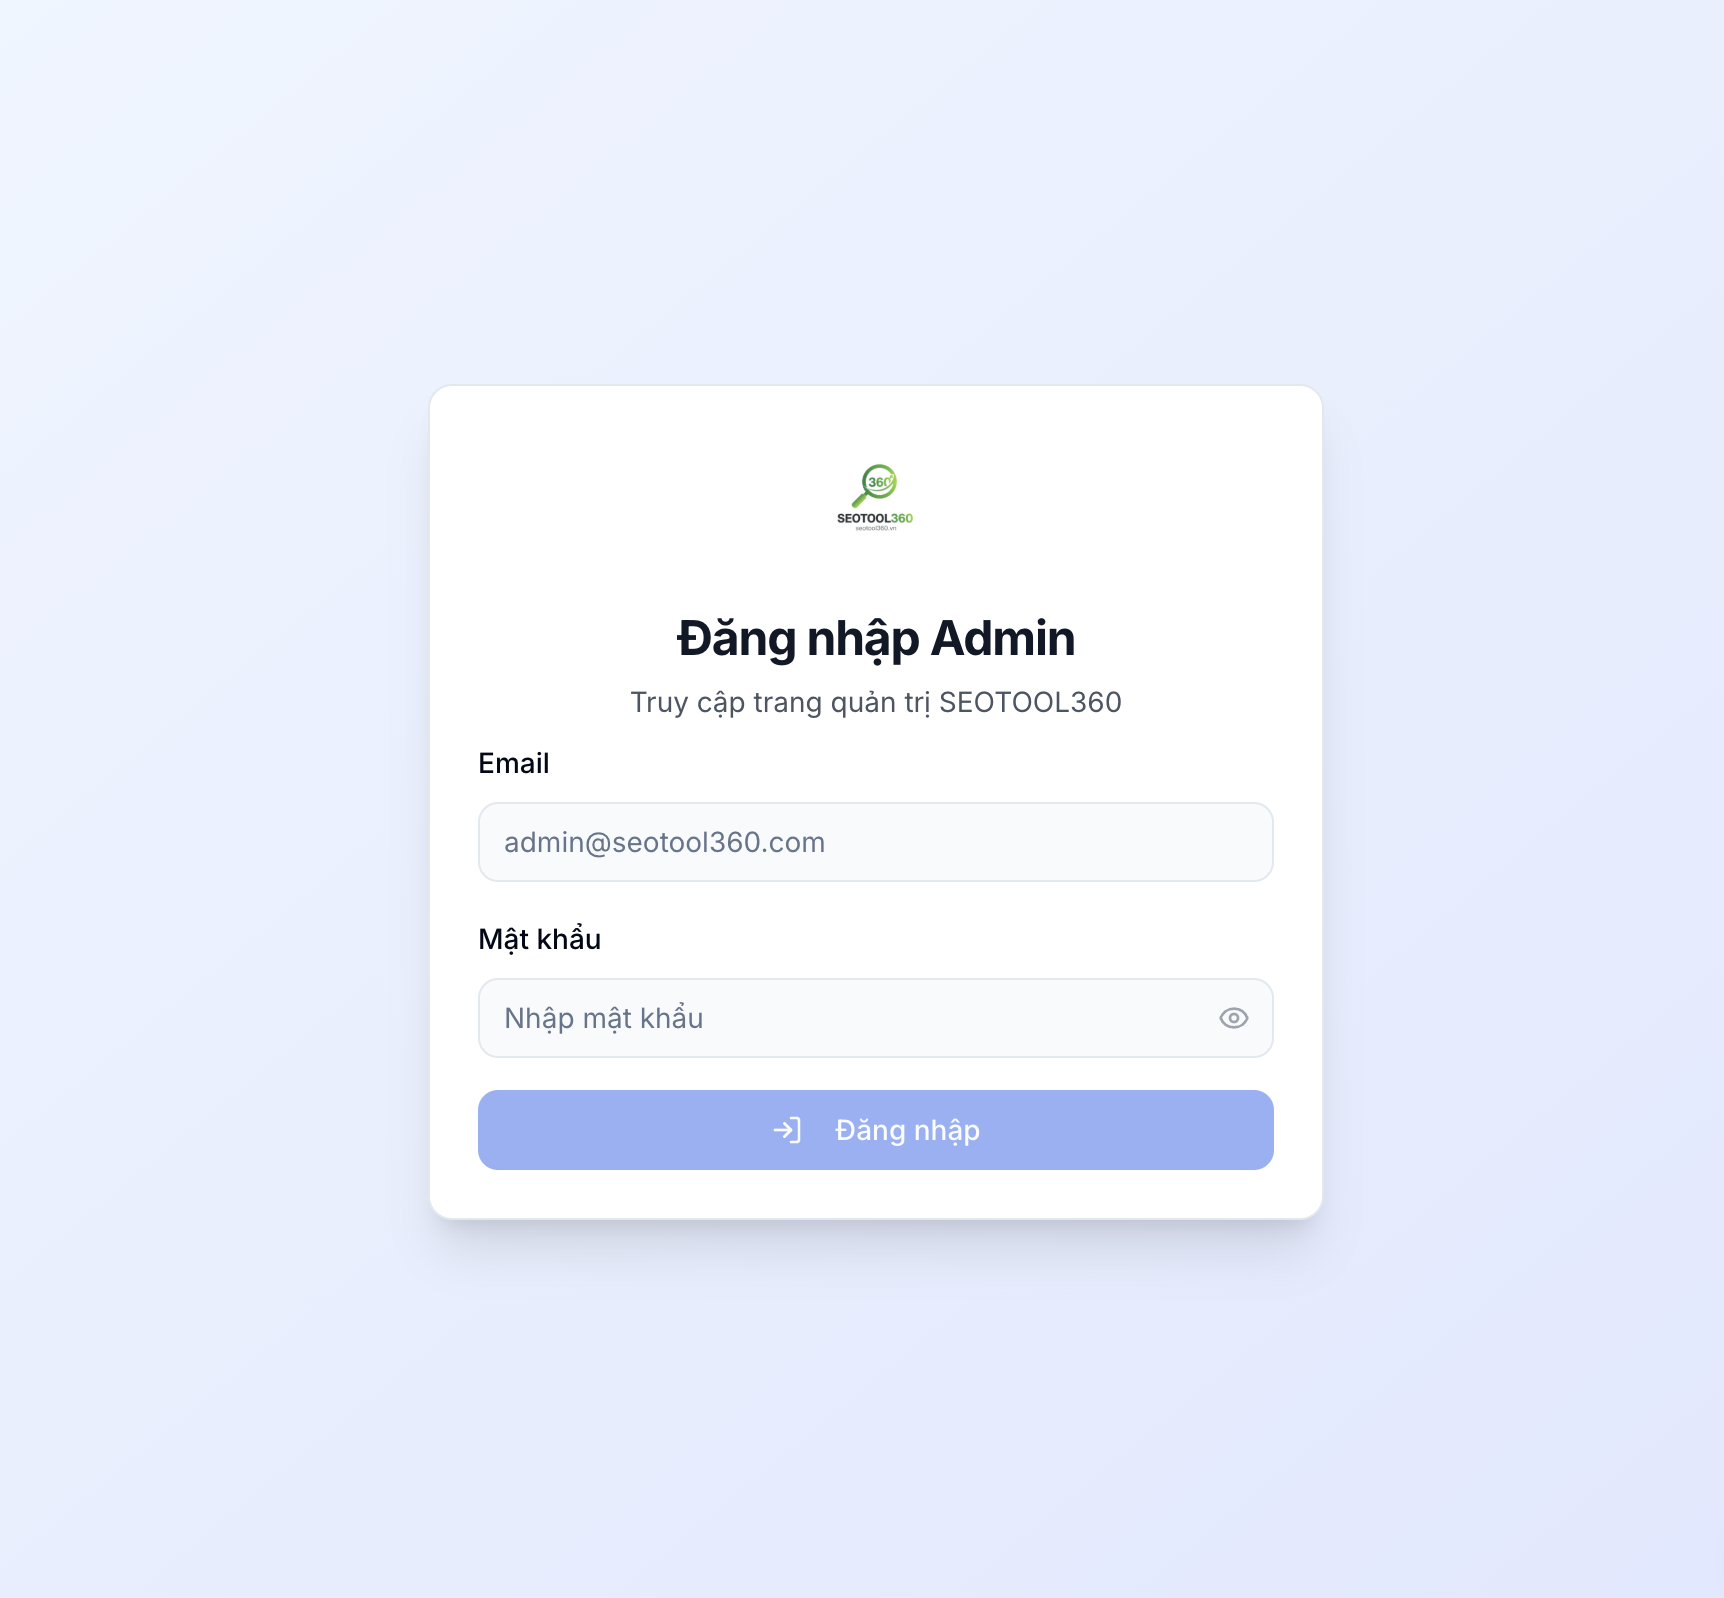 360
SEOTOOL360
seotool360.vn
Đăng nhập Admin
Truy cập trang quản trị SEOTOOL360
Email
admin@seotool360.com
Mật khẩu
Nhập mật khẩu
Đăng nhập